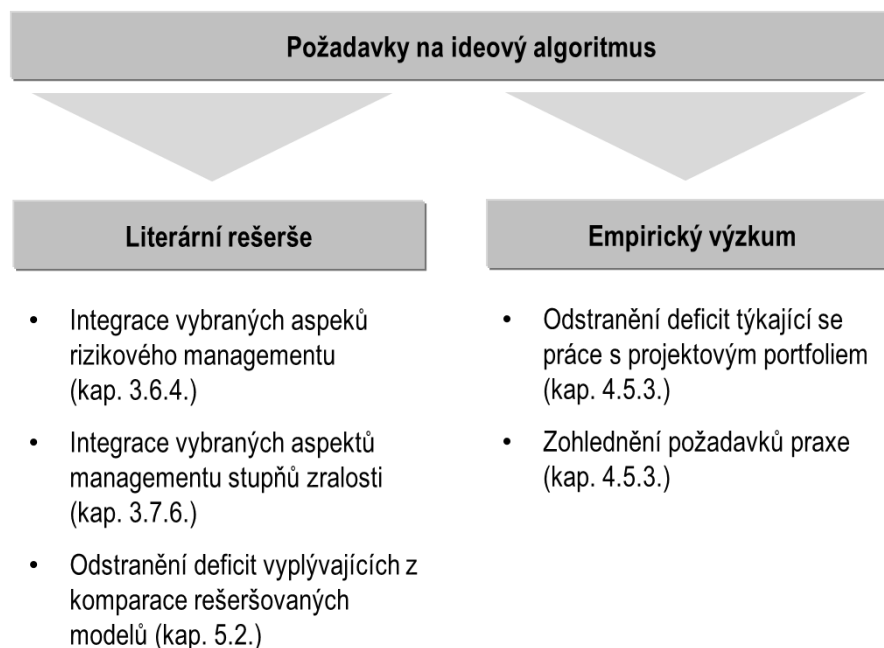 Požadavky na ideový algoritmus
Literární rešerše
• Integrace vybraných aspeků
rizikového managementu
(kap. 3.6.4.)
• Integrace vybraných aspektů
managementu stupňů zralosti
(kap. 3.7.6.)
• Odstranění deficit vyplývajících z
komparace rešeršovaných
modelů (kap. 5.2.)
Empirický výzkum
• Odstranění deficit týkající se
práce s projektovým portfoliem
(kap. 4.5.3.)
• Zohlednění požadavků praxe
(kap. 4.5.3.)